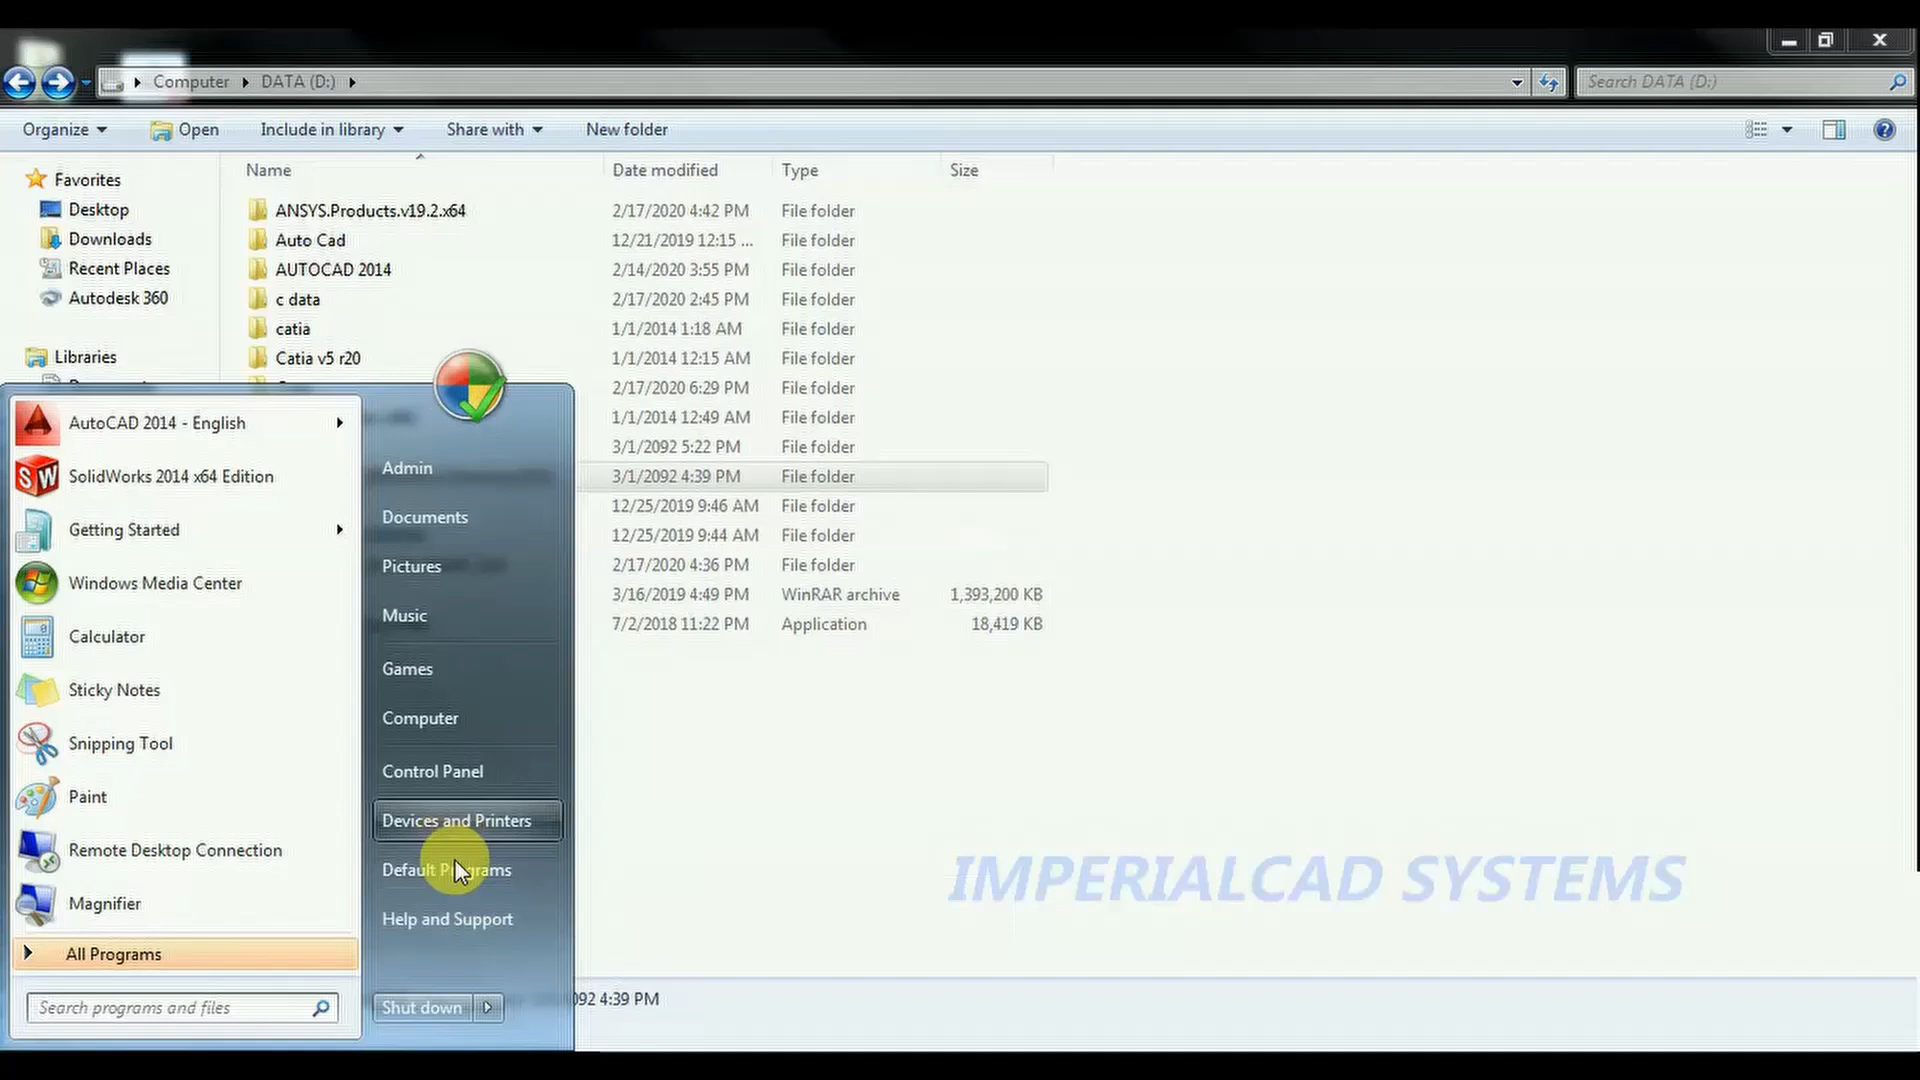 Computer DATA (D:)
Search DATA (D:)
Organize Open Include in library Share with New folder
Name Date modified Type Size
Favorites
Desktop
Downloads
Recent Places
Autodesk 360
Libraries
ANSYS.Products.v19.2.x64 2/17/2020 4:42 PM File folder
Auto Cad 12/21/2019 12:15 ... File folder
AUTOCAD 2014 2/14/2020 3:55 PM File folder
c data 2/17/2020 2:45 PM File folder
catia 1/1/2014 1:18 AM File folder
Catia v5 r20 1/1/2014 12:15 AM File folder
2/17/2020 6:29 PM File folder
1/1/2014 12:49 AM File folder
3/1/2092 5:22 PM File folder
3/1/2092 4:39 PM File folder
12/25/2019 9:46 AM File folder
12/25/2019 9:44 AM File folder
2/17/2020 4:36 PM File folder
3/16/2019 4:49 PM WinRAR archive 1,393,200 KB
7/2/2018 11:22 PM Application 18,419 KB
AutoCAD 2014 - English
SolidWorks 2014 x64 Edition
Getting Started
Windows Media Center
Calculator
Sticky Notes
Snipping Tool
Paint
Remote Desktop Connection
Magnifier
All Programs
Search programs and files
Admin
Documents
Pictures
Music
Games
Computer
Control Panel
Devices and Printers
Default Programs
Help and Support
Shut down
092 4:39 PM
IMPERIALCAD SYSTEMS